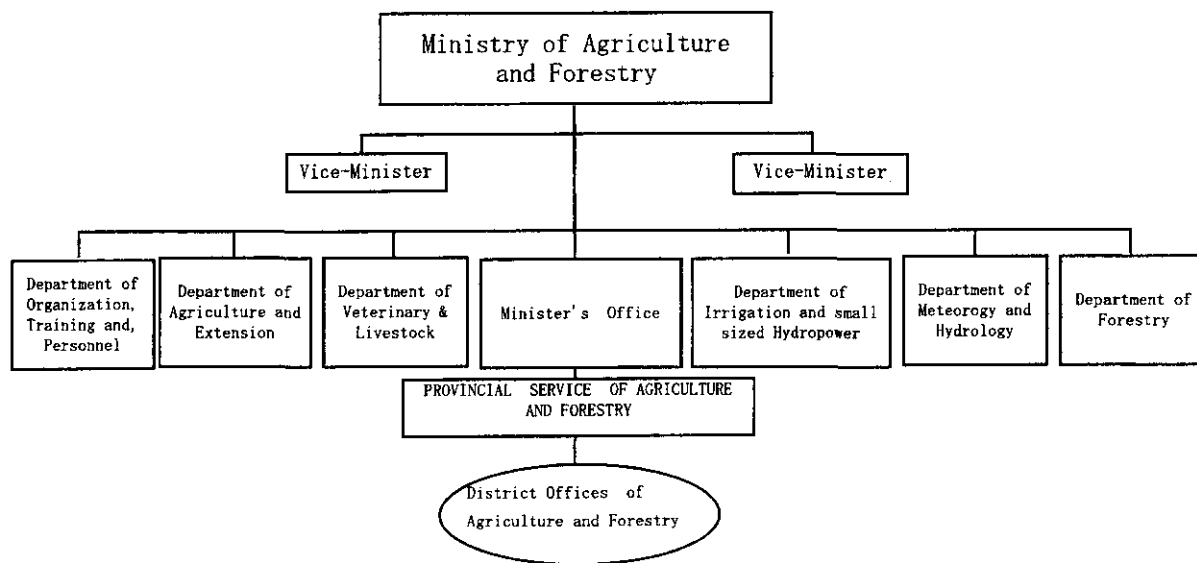 Ministry of Agriculture
and Forestry
Vice-Minister
Vice-Minister
Department of
Organization,
Training and,
Personnel
Department of
Agriculture and
Extension
Department of
Veterinary &
Livestock
Minister's Office
Department of
Irrigation and small
sized Hydropower
Department of
Meteorogy and
Hydrology
Department of
Forestry
PROVINCIAL SERVICE OF AGRICULTURE
AND FORESTRY
District Offices of
Agriculture and Forestry